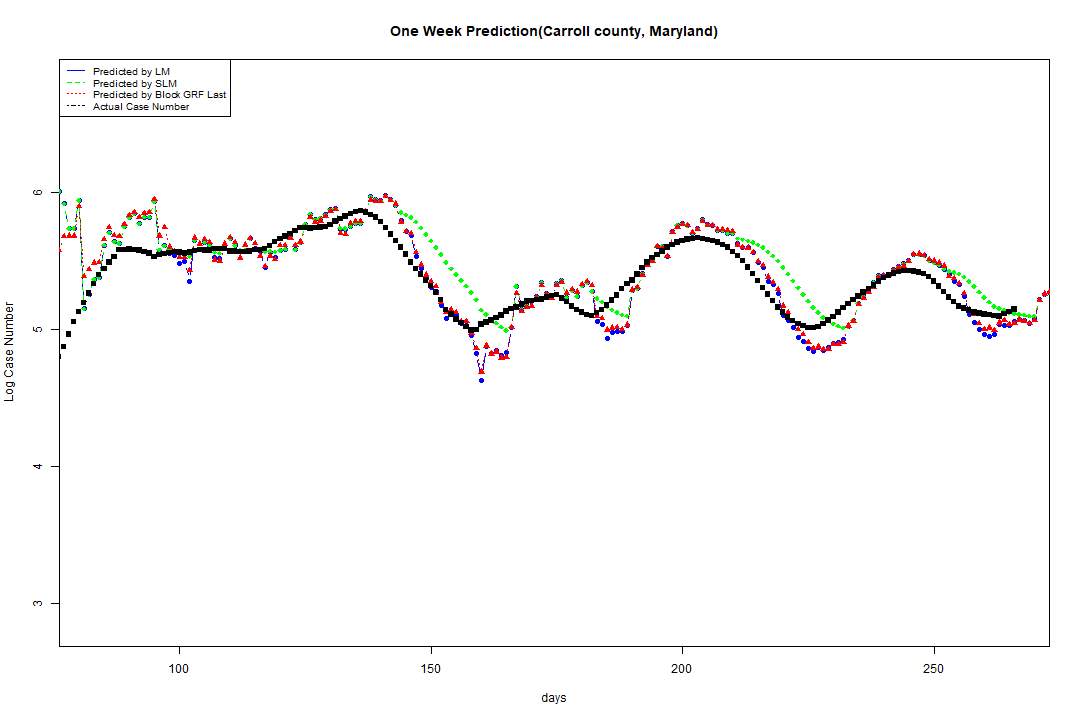 One Week Prediction(Carroll county, Maryland)
Predicted by LM
Predicted by SLM
Predicted by Block GRF Last
Actual Case Number
6
5
4
3
Log Case Number
100 150 200 250
days